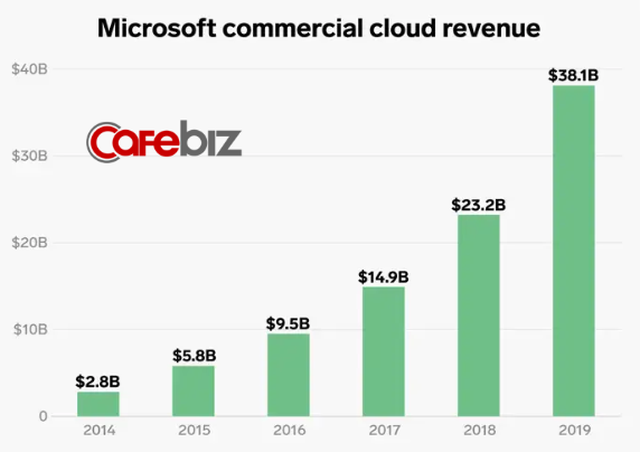 Microsoft commercial cloud revenue
$40B
$38.1B
Cafebiz
$30B
$23.2B
$20B
$14.9B
$10B
$9.5B
$5.8B
$2.8B
0
2014 2015 2016 2017 2018 2019